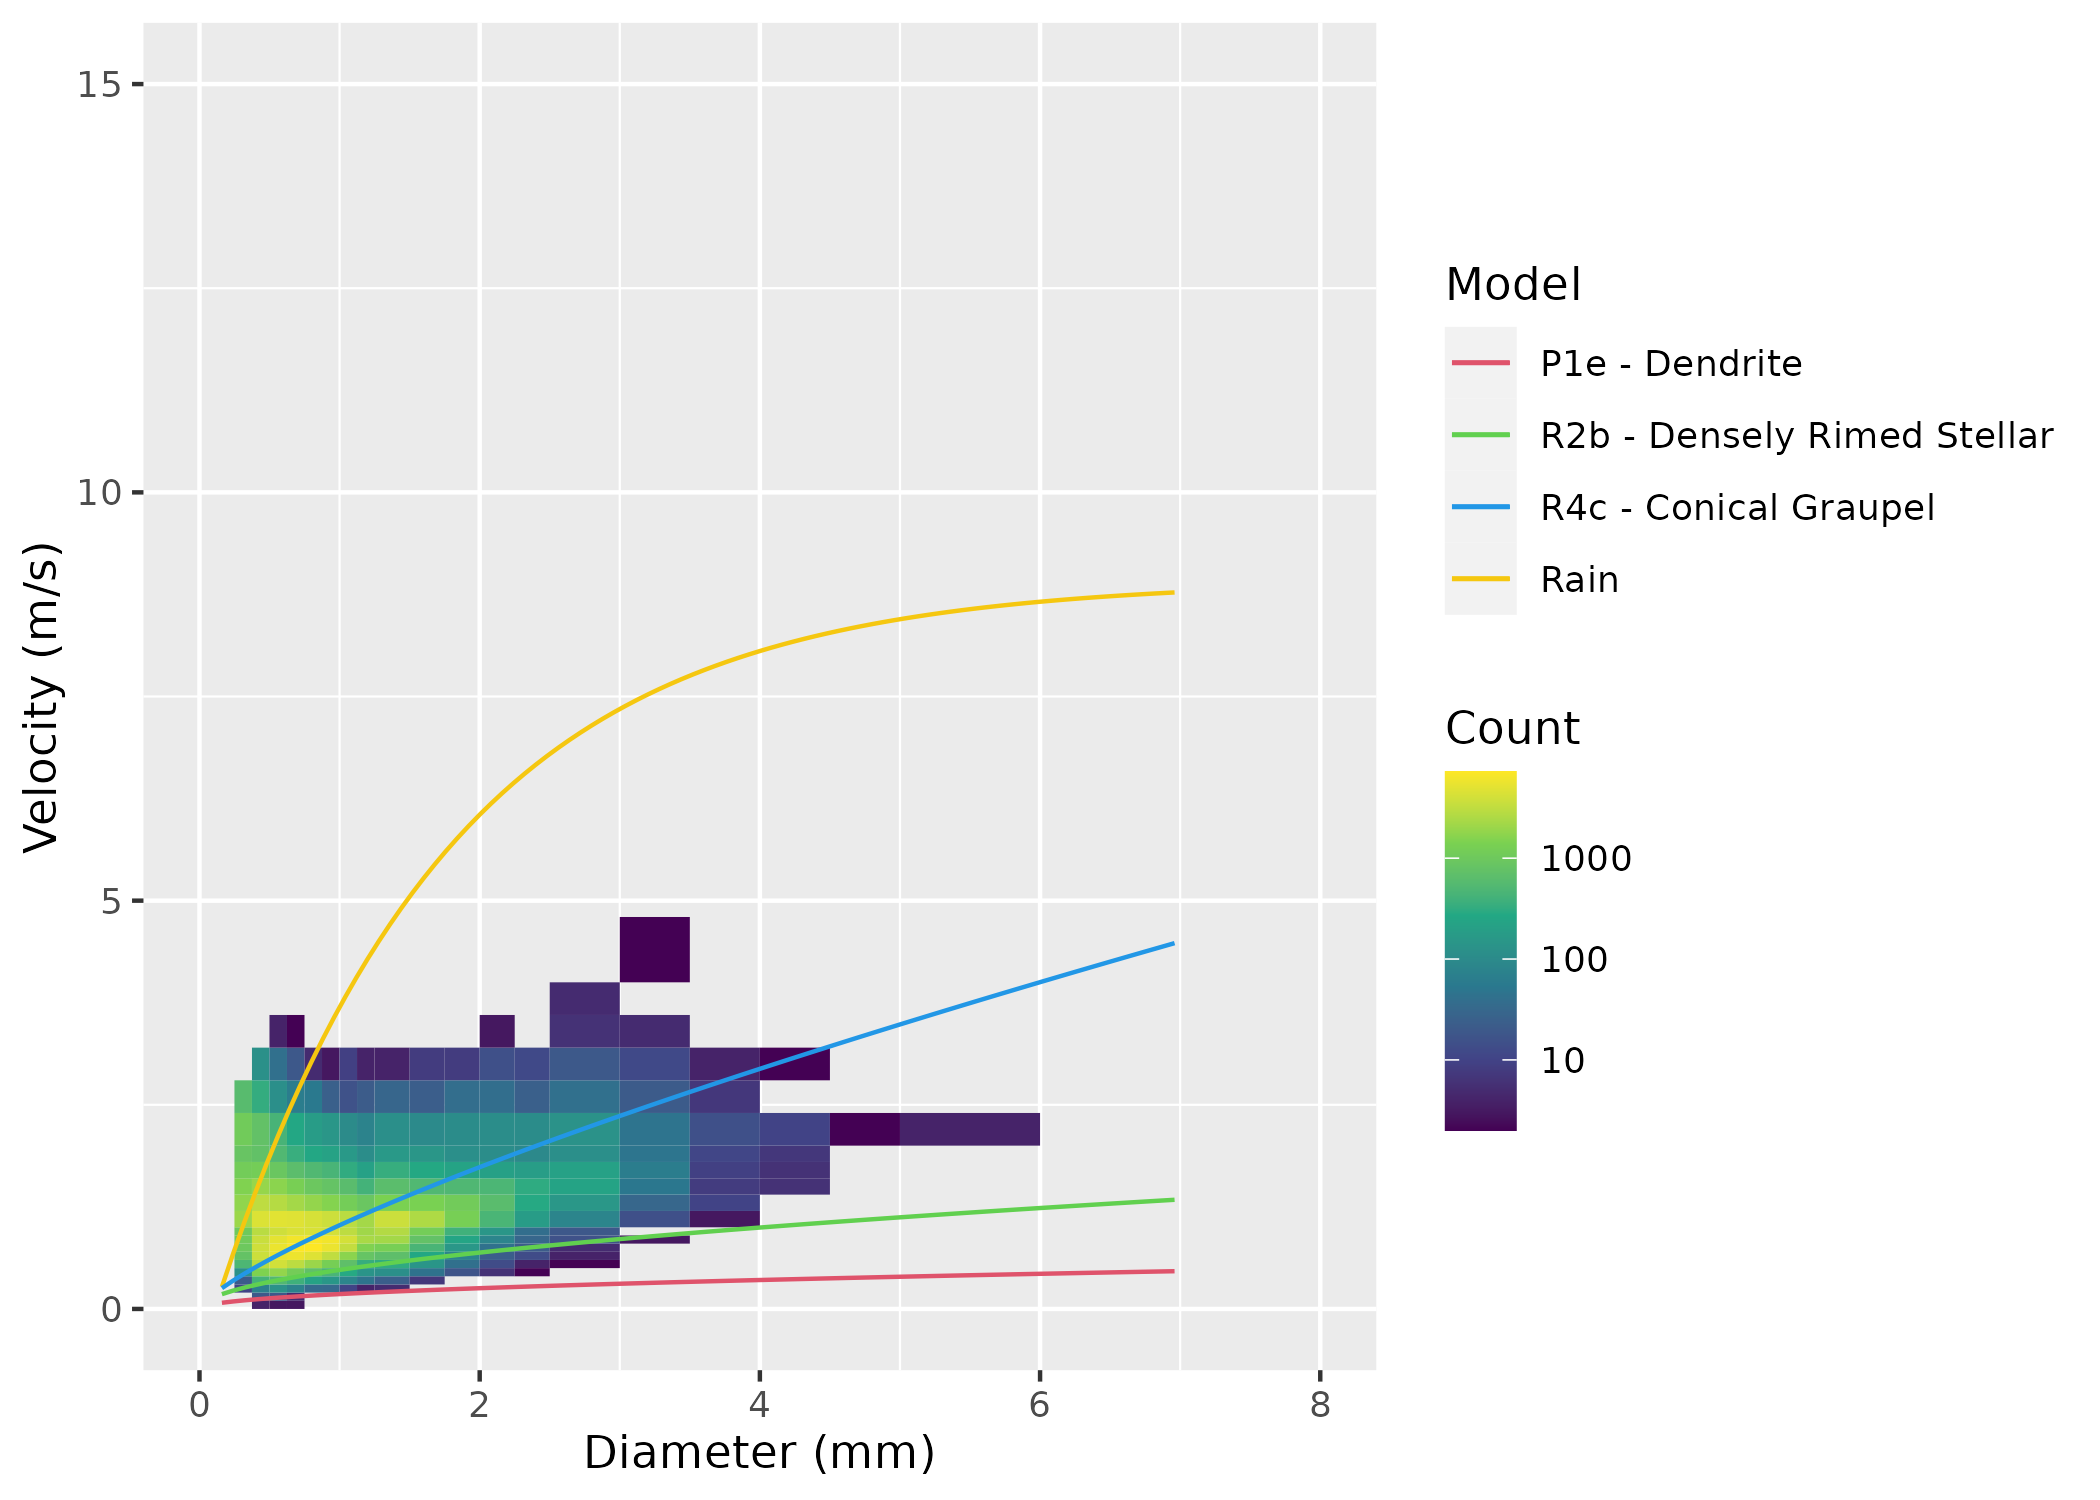 15
10
5
0
Velocity (m/s)
0 2 4 6 8
Diameter (mm)
Model
P1e - Dendrite
R2b - Densely Rimed Stellar
R4c - Conical Graupel
Rain
Count
1000
100
10